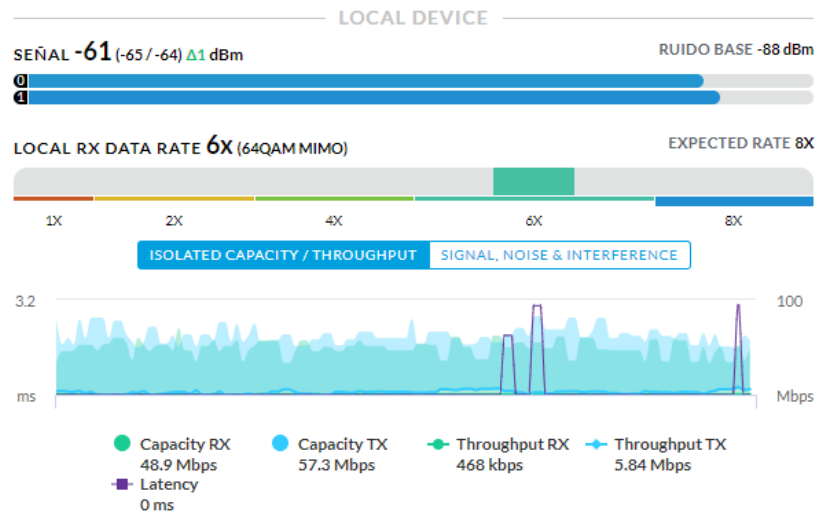 LOCAL DEVICE
SEÑAL -61 (-65 / -64) Δ1 dBm
RUIDO BASE -88 dBm
0
1
LOCAL RX DATA RATE 6X (64QAM MIMO)
EXPECTED RATE 8X
1X 2X 4X 6X 8X
ISOLATED CAPACITY / THROUGHPUT
SIGNAL, NOISE & INTERFERENCE
3.2
100
ms
Mbps
Capacity RX Capacity TX Throughput RX Throughput TX
48.9 Mbps 57.3 Mbps 468 kbps 5.84 Mbps
Latency
0 ms